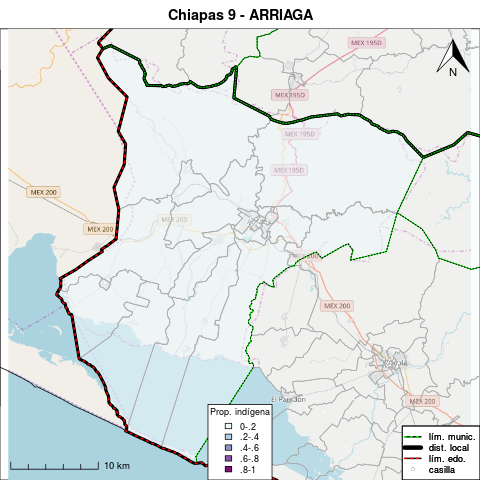 Chiapas 9 - ARRIAGA
MEX 195D
N
MEX 195D
MEX 195D
MEX 195D
MEX 200
MEX 200
MEX 200
MEX 200
El Paredón
MEX 200
Prop. indígena
0-.2
.2-.4
.4-.6
.6-.8
.8-1
lím. munic.
dist. local
lím. edo.
casilla
10 km